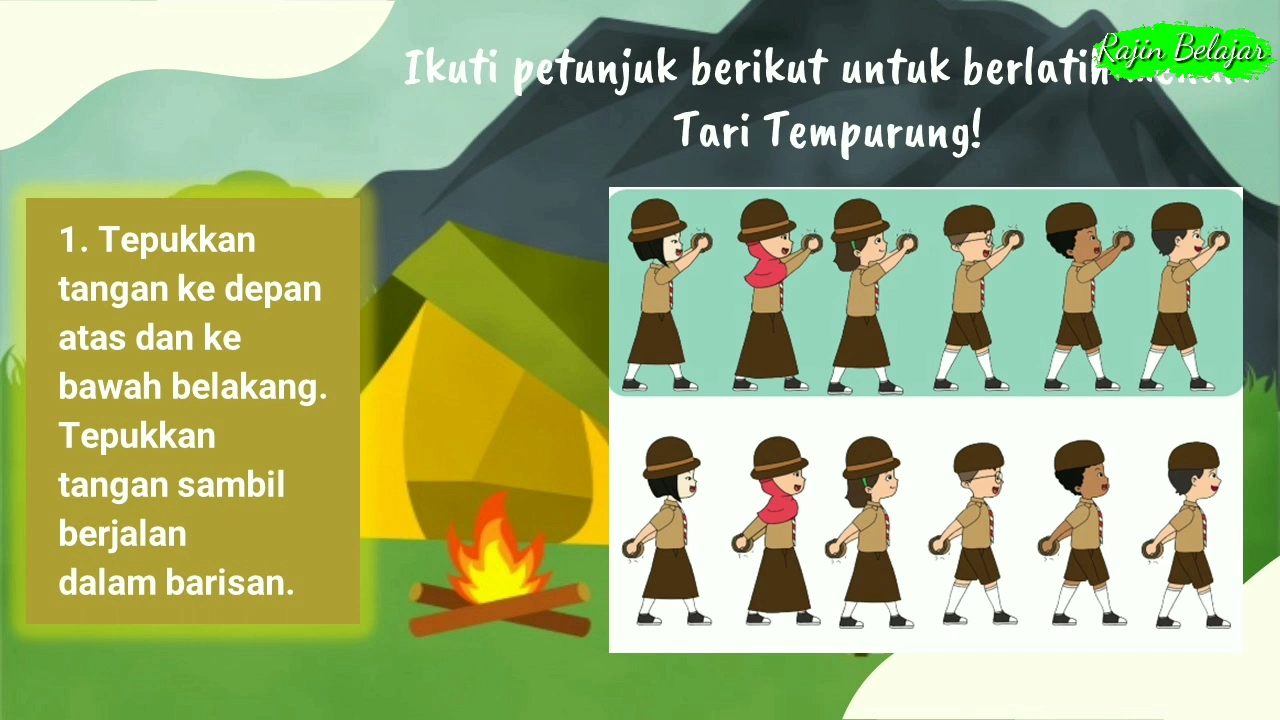 Rajin Belajar
Ikuti petunjuk berikut untuk berlatih
Tari Tempurung!
1. Tepukkan
tangan ke depan
atas dan ke
bawah belakang.
Tepukkan
tangan sambil
berjalan
dalam barisan.